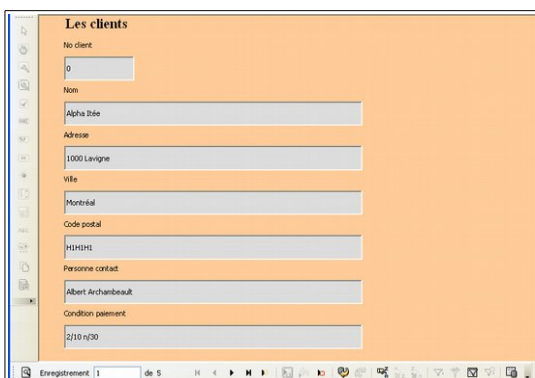 Les clients
No client
0
Nom
Alpha ltée
Adresse
1000 Lavigne
Ville
Montréal
Code postal
H1H1H1
Personne contact
Albert Archambeault
Condition paiement
2/10 n/30
Enregistrement 1 de 5